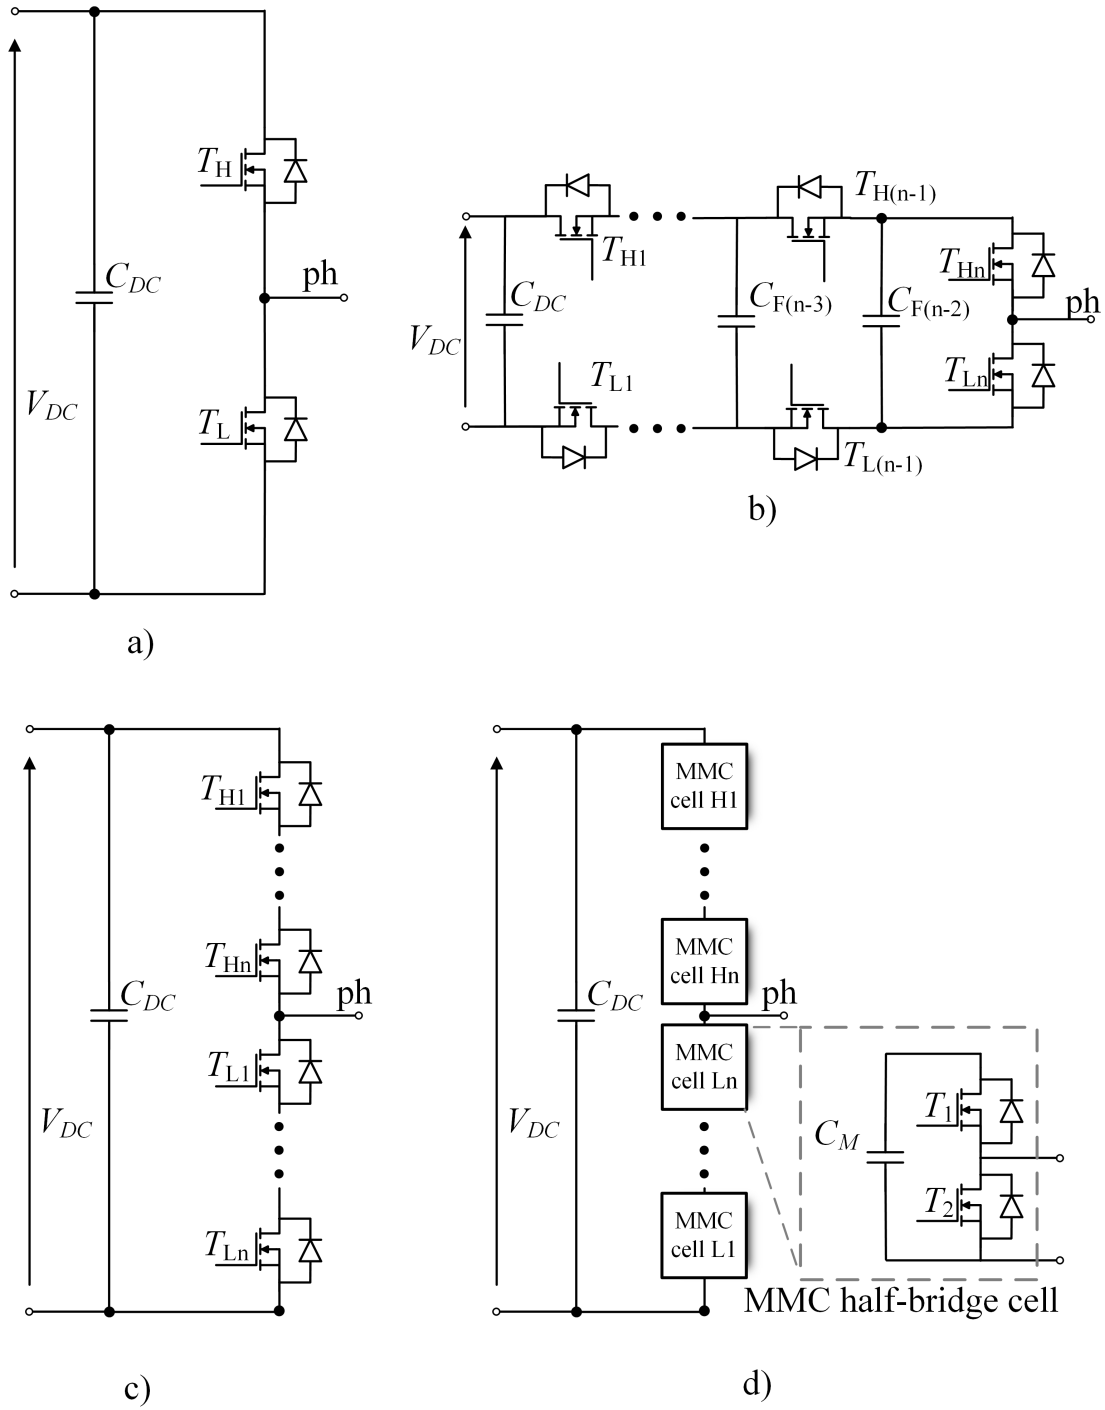 T_H
C_DC
ph
V_DC
T_L
a)
T_H(n-1)
T_H1
T_Hn
C_DC
C_F(n-3)
C_F(n-2)
ph
V_DC
T_L1
T_Ln
T_L(n-1)
b)
T_H1
T_Hn
C_DC
ph
T_L1
V_DC
T_Ln
c)
MMC
cell H1
MMC
cell Hn
C_DC
ph
MMC
cell Ln
V_DC
T_1
C_M
T_2
MMC
cell L1
MMC half-bridge cell
d)